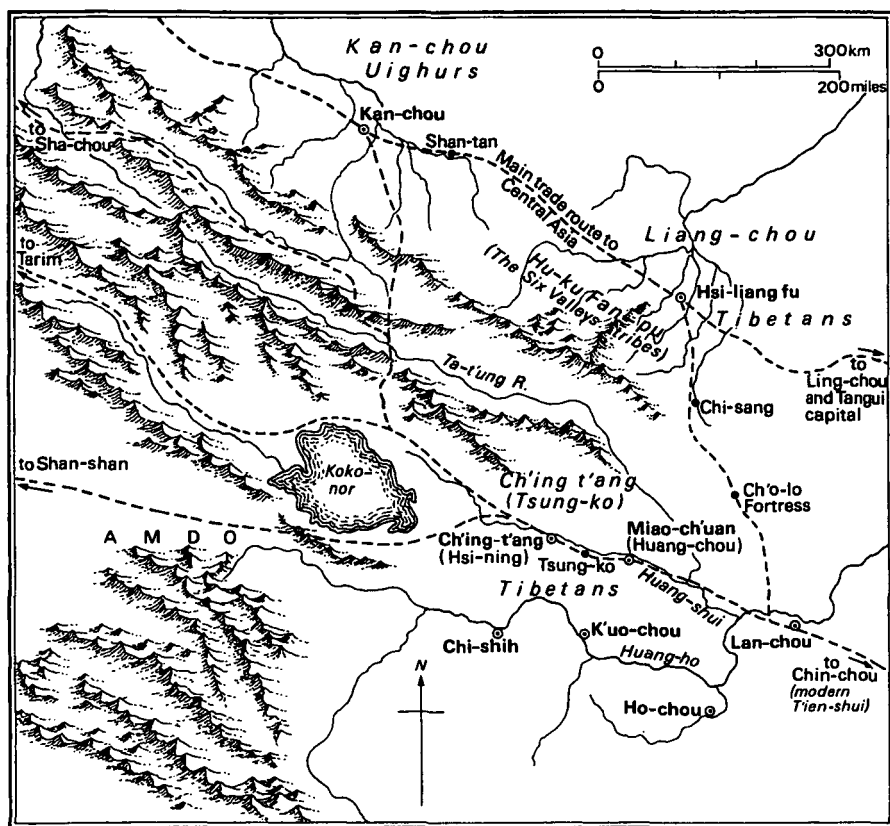 Kan-chou
Uighurs
0 300km
0 200miles
Kan-chou
Shan-tan
to
Sha-chou
Main trade route to
Central Asia
Liang-chou
Hu-ku (Fang-pu
(The Six Valleys Tribes)
Hsi-liang fu
Tibetans
to
Tarim
to
Ling-chou
and Tangut
capital
Ta-t'ung R.
Chi-sang
to Shan-shan
Koko-
nor
Ch'ing t'ang
(Tsung-ko)
Ch'o-lo
Fortress
AMDO
Ch'ing-t'ang
(Hsi-ning)
Tsung-ko
Miao-ch'uan
(Huang-chou)
Tibetans
Huang-shui
Chi-shih
K'uo-chou
Huang-ho
Lan-chou
to
Chin-chou
(modern
T'ien-shui)
N
Ho-chou